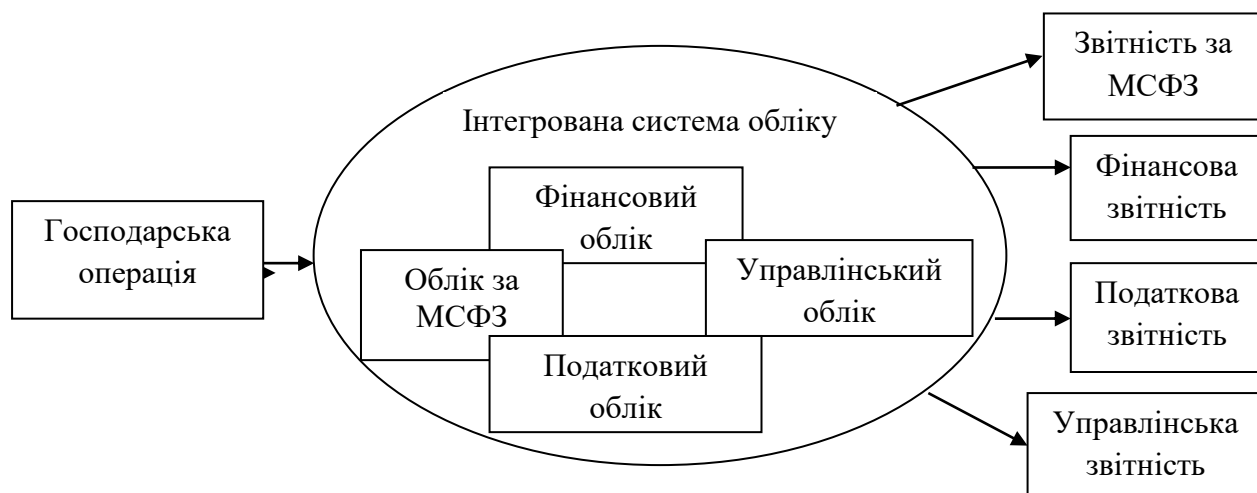 Господарська
операція
Інтегрована система обліку
Фінансовий
облік
Облік за
МСФЗ
Управлінський
облік
Податковий
облік
Звітність за
МСФЗ
Фінансова
звітність
Податкова
звітність
Управлінська
звітність